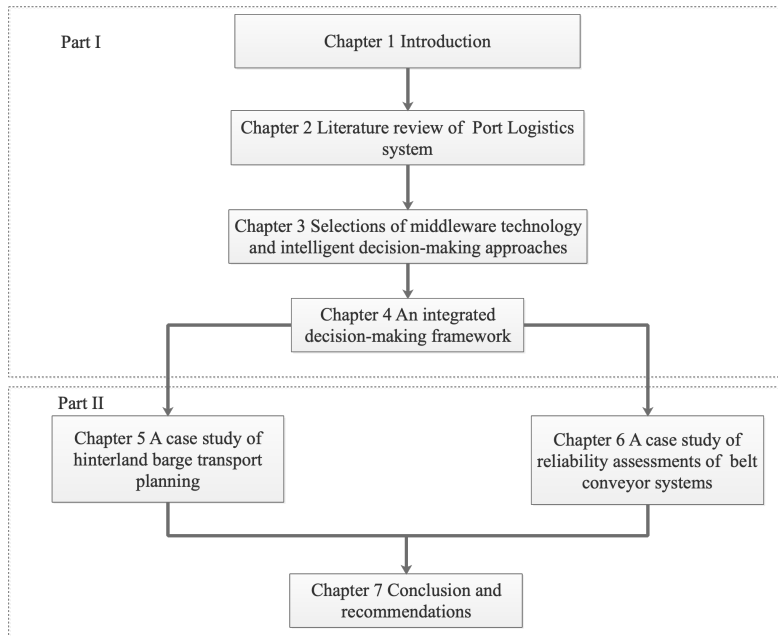 Part I
Chapter 1 Introduction
Chapter 2 Literature review of Port Logistics
system
Chapter 3 Selections of middleware technology
and intelligent decision-making approaches
Chapter 4 An integrated
decision-making framework
Part II
Chapter 5 A case study of
hinterland barge transport
planning
Chapter 6 A case study of
reliability assessments of belt
conveyor systems
Chapter 7 Conclusion and
recommendations